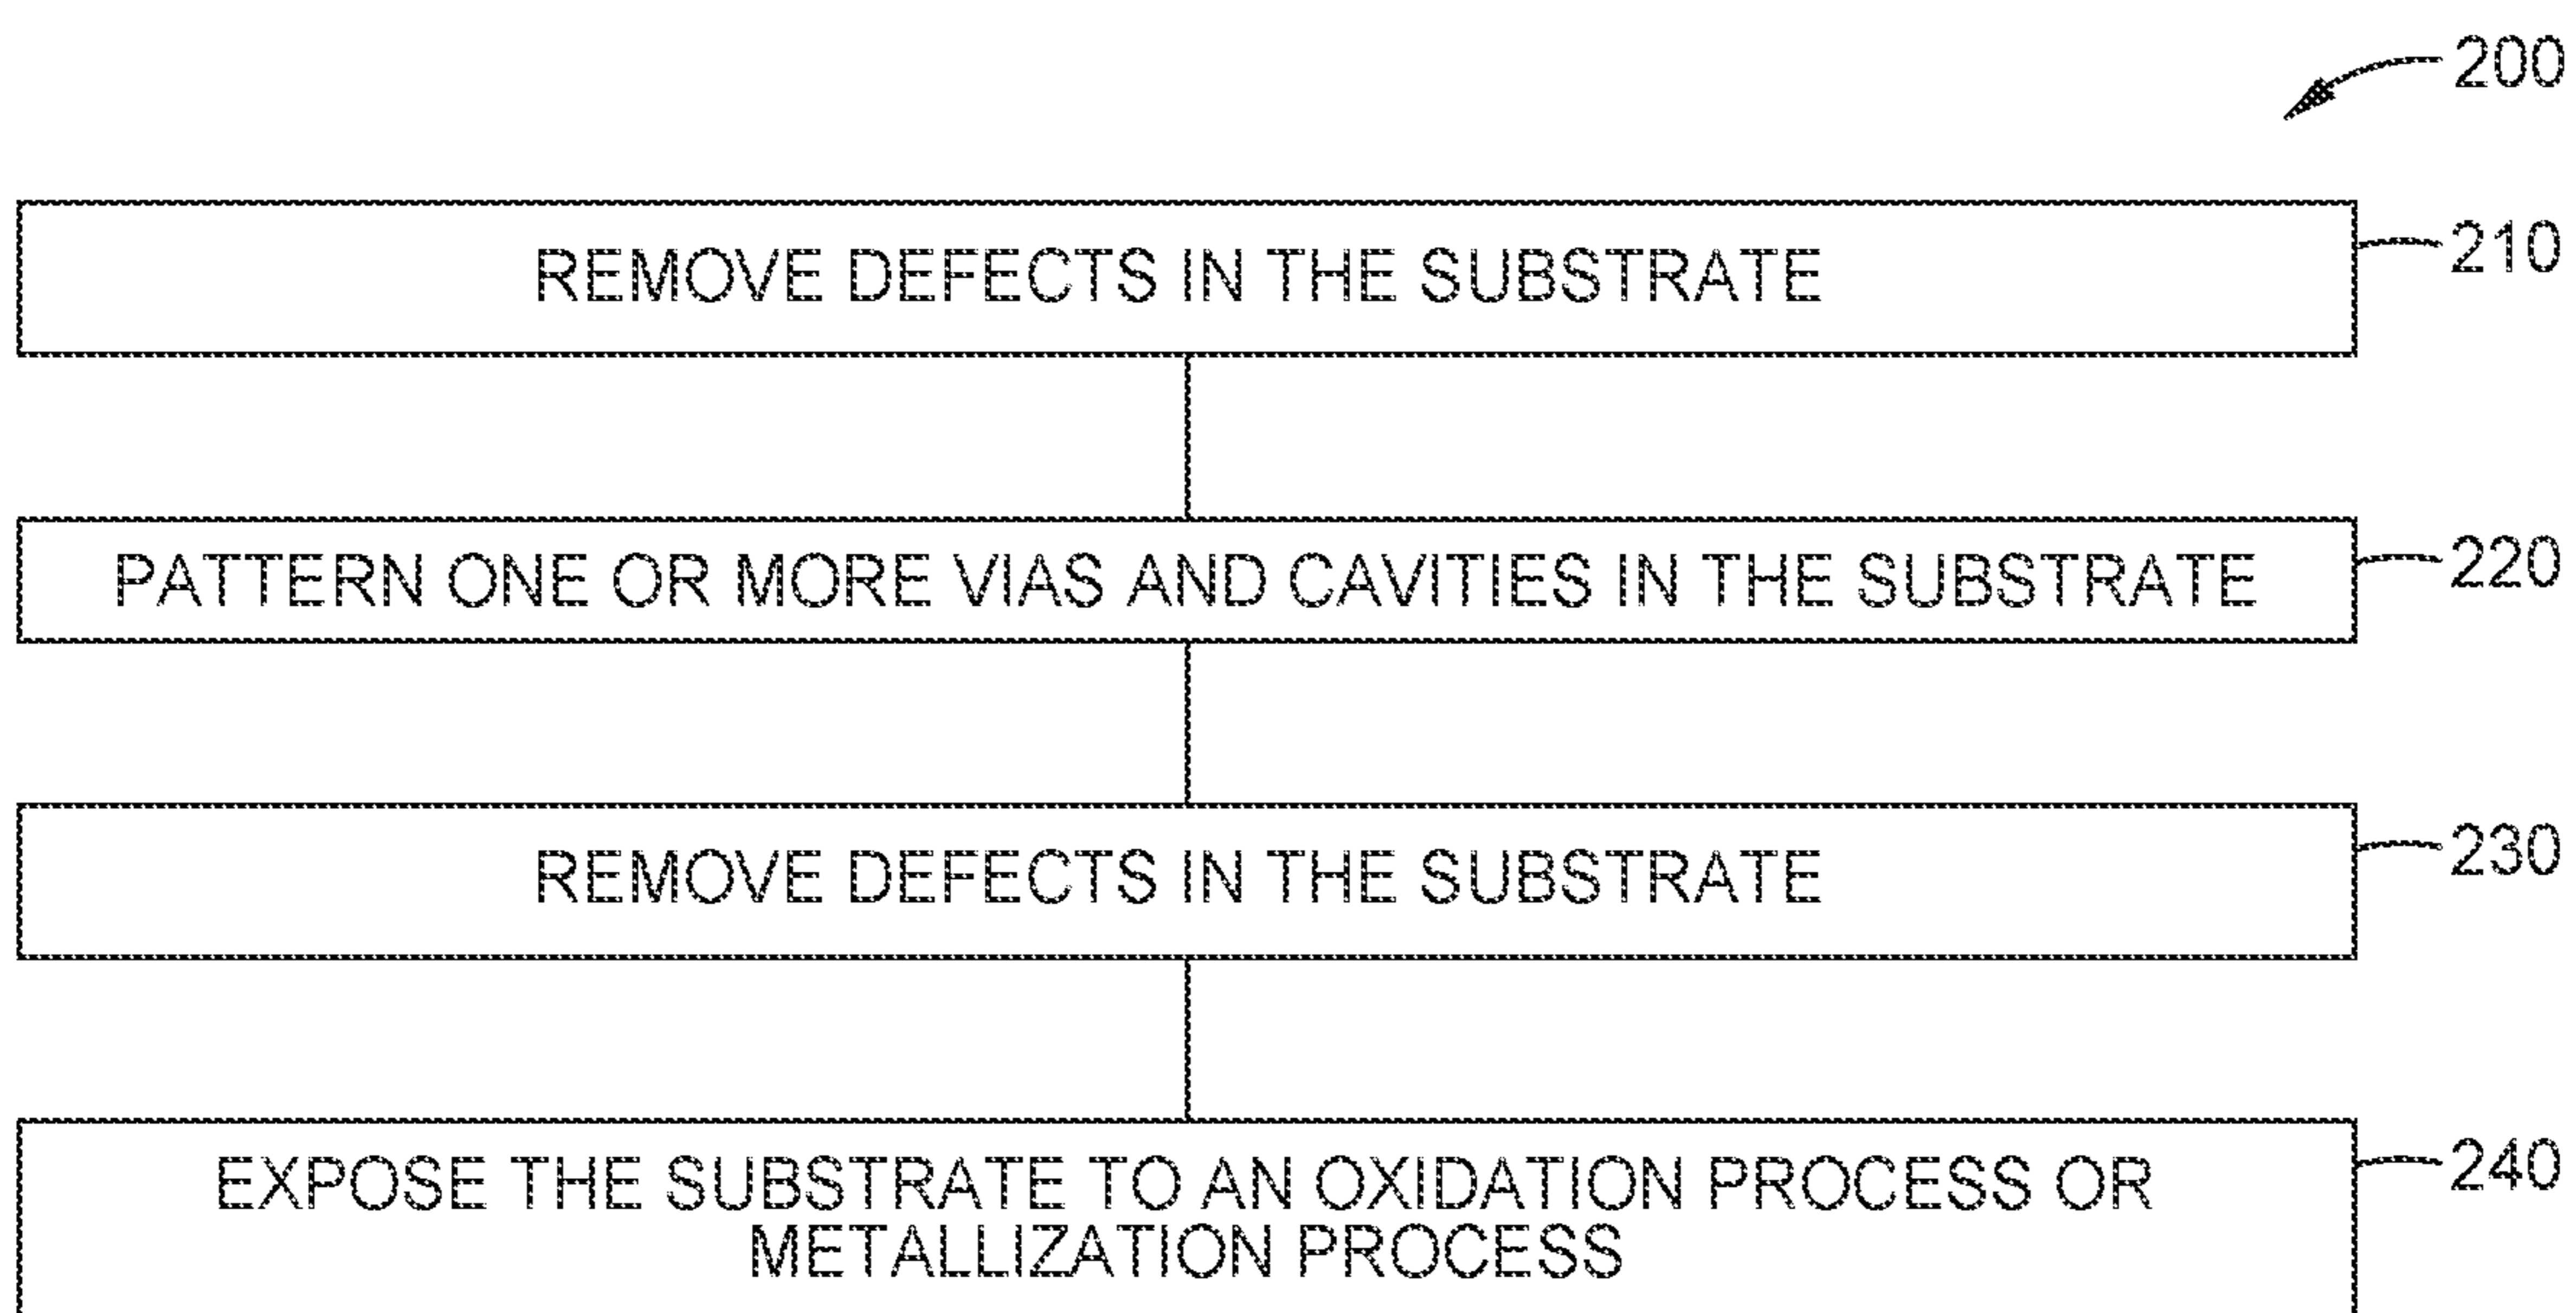 200
REMOVE DEFECTS IN THE SUBSTRATE
210
PATTERN ONE OR MORE VIAS AND CAVITIES IN THE SUBSTRATE
220
REMOVE DEFECTS IN THE SUBSTRATE
230
EXPOSE THE SUBSTRATE TO AN OXIDATION PROCESS OR
METALLIZATION PROCESS
240